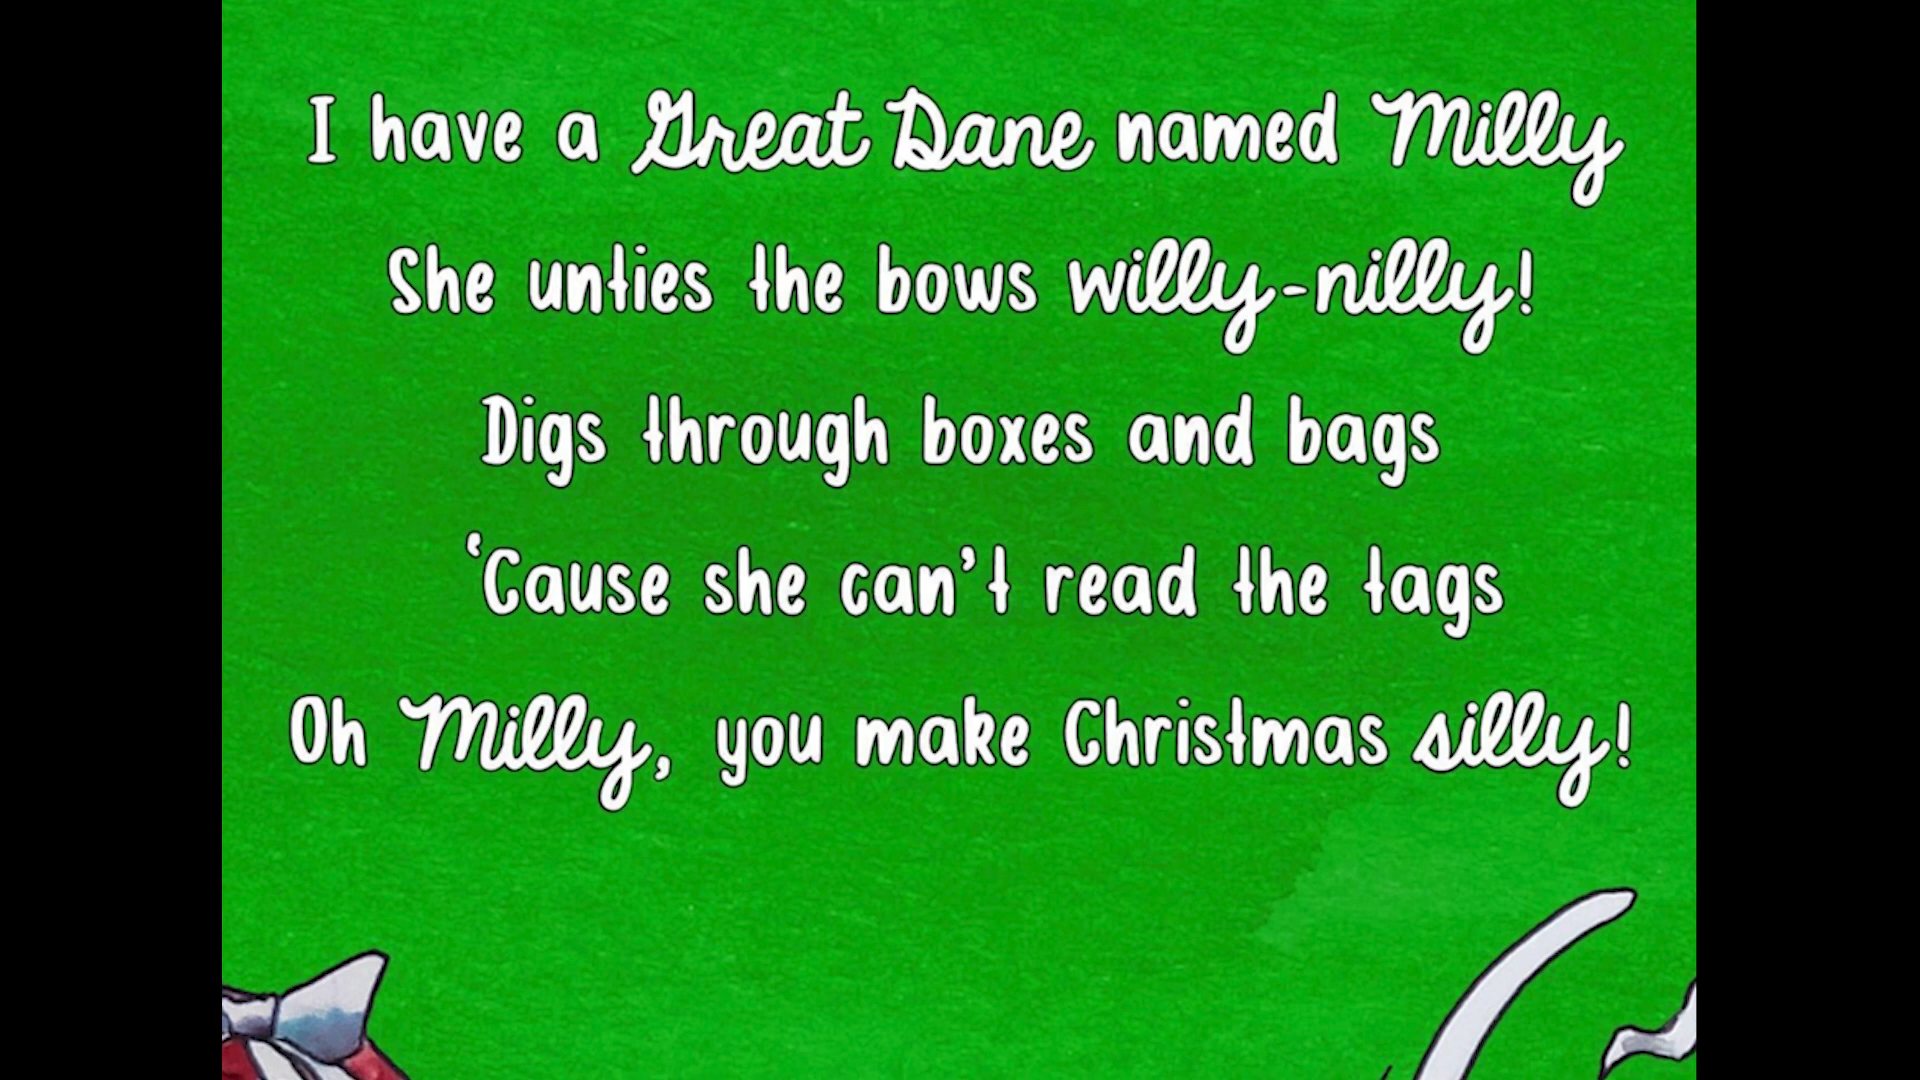 I have a Great Dane named Milly
She unties the bows willy-nilly!
Digs through boxes and bags
‘Cause she can’t read the tags
Oh Milly, you make Christmas silly!